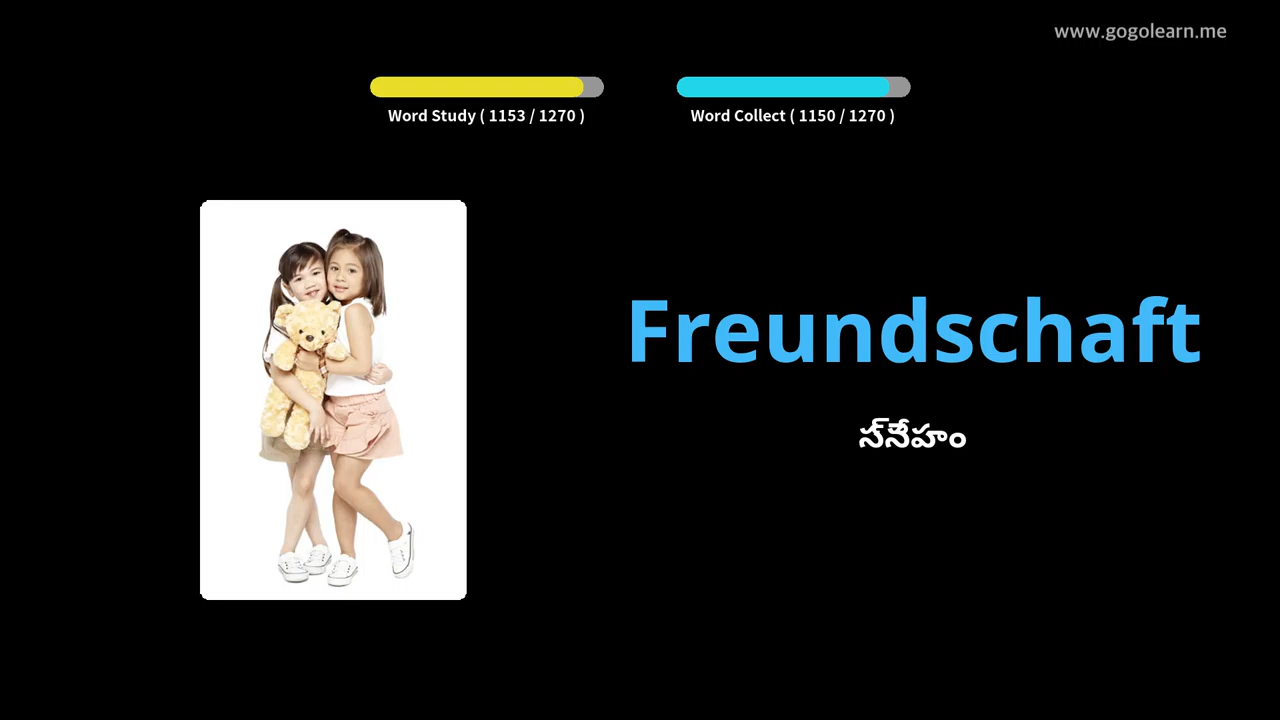 www.gogolearn.me
Word Study ( 1153 / 1270 )
Word Collect ( 1150 / 1270 )
Freundschaft
స్‌నేహం